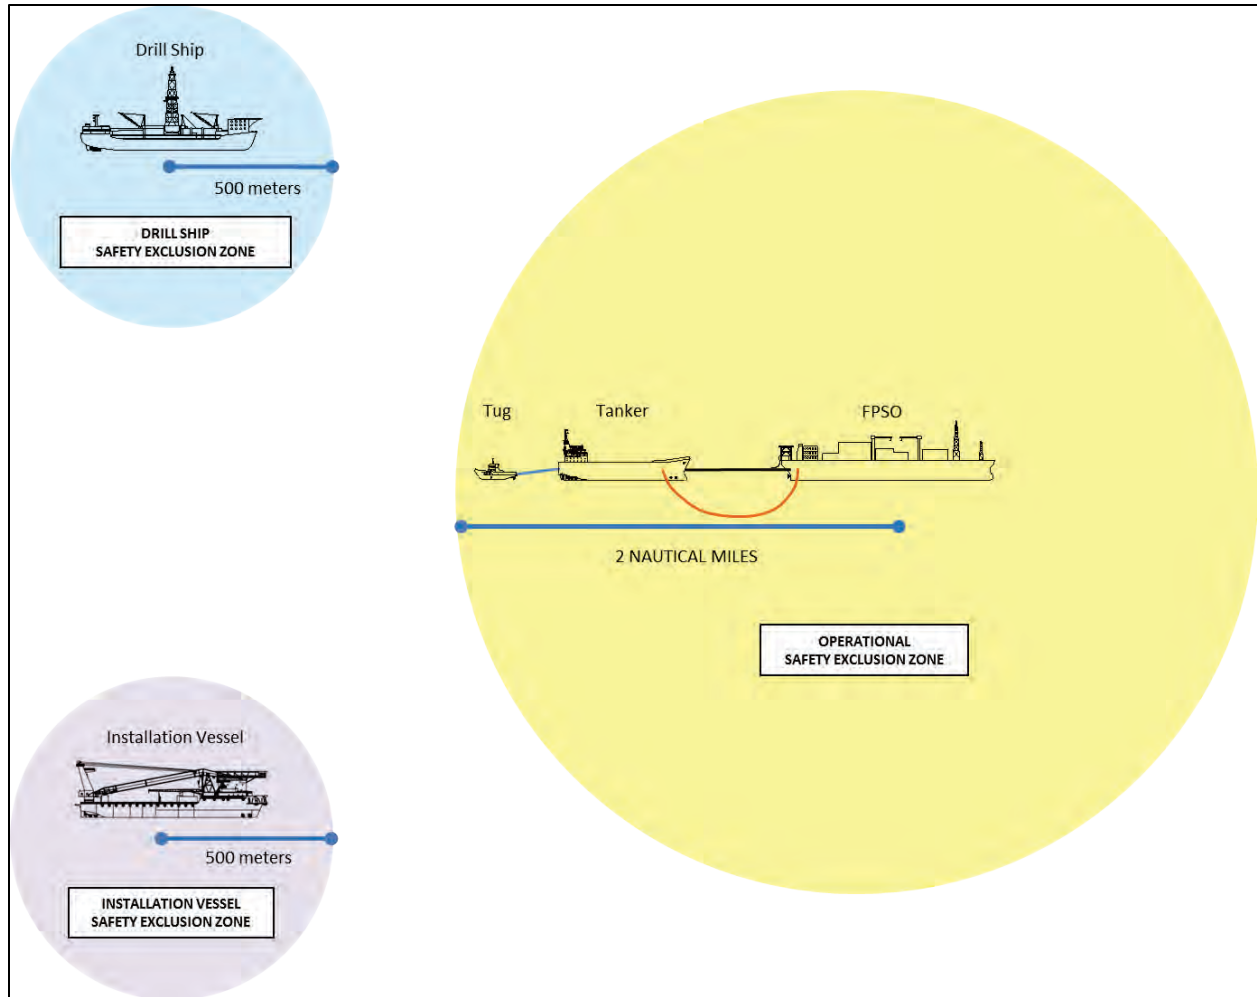 Drill Ship
500 meters
DRILL SHIP
SAFETY EXCLUSION ZONE
Tug
Tanker
FPSO
2 NAUTICAL MILES
OPERATIONAL
SAFETY EXCLUSION ZONE
Installation Vessel
500 meters
INSTALLATION VESSEL
SAFETY EXCLUSION ZONE